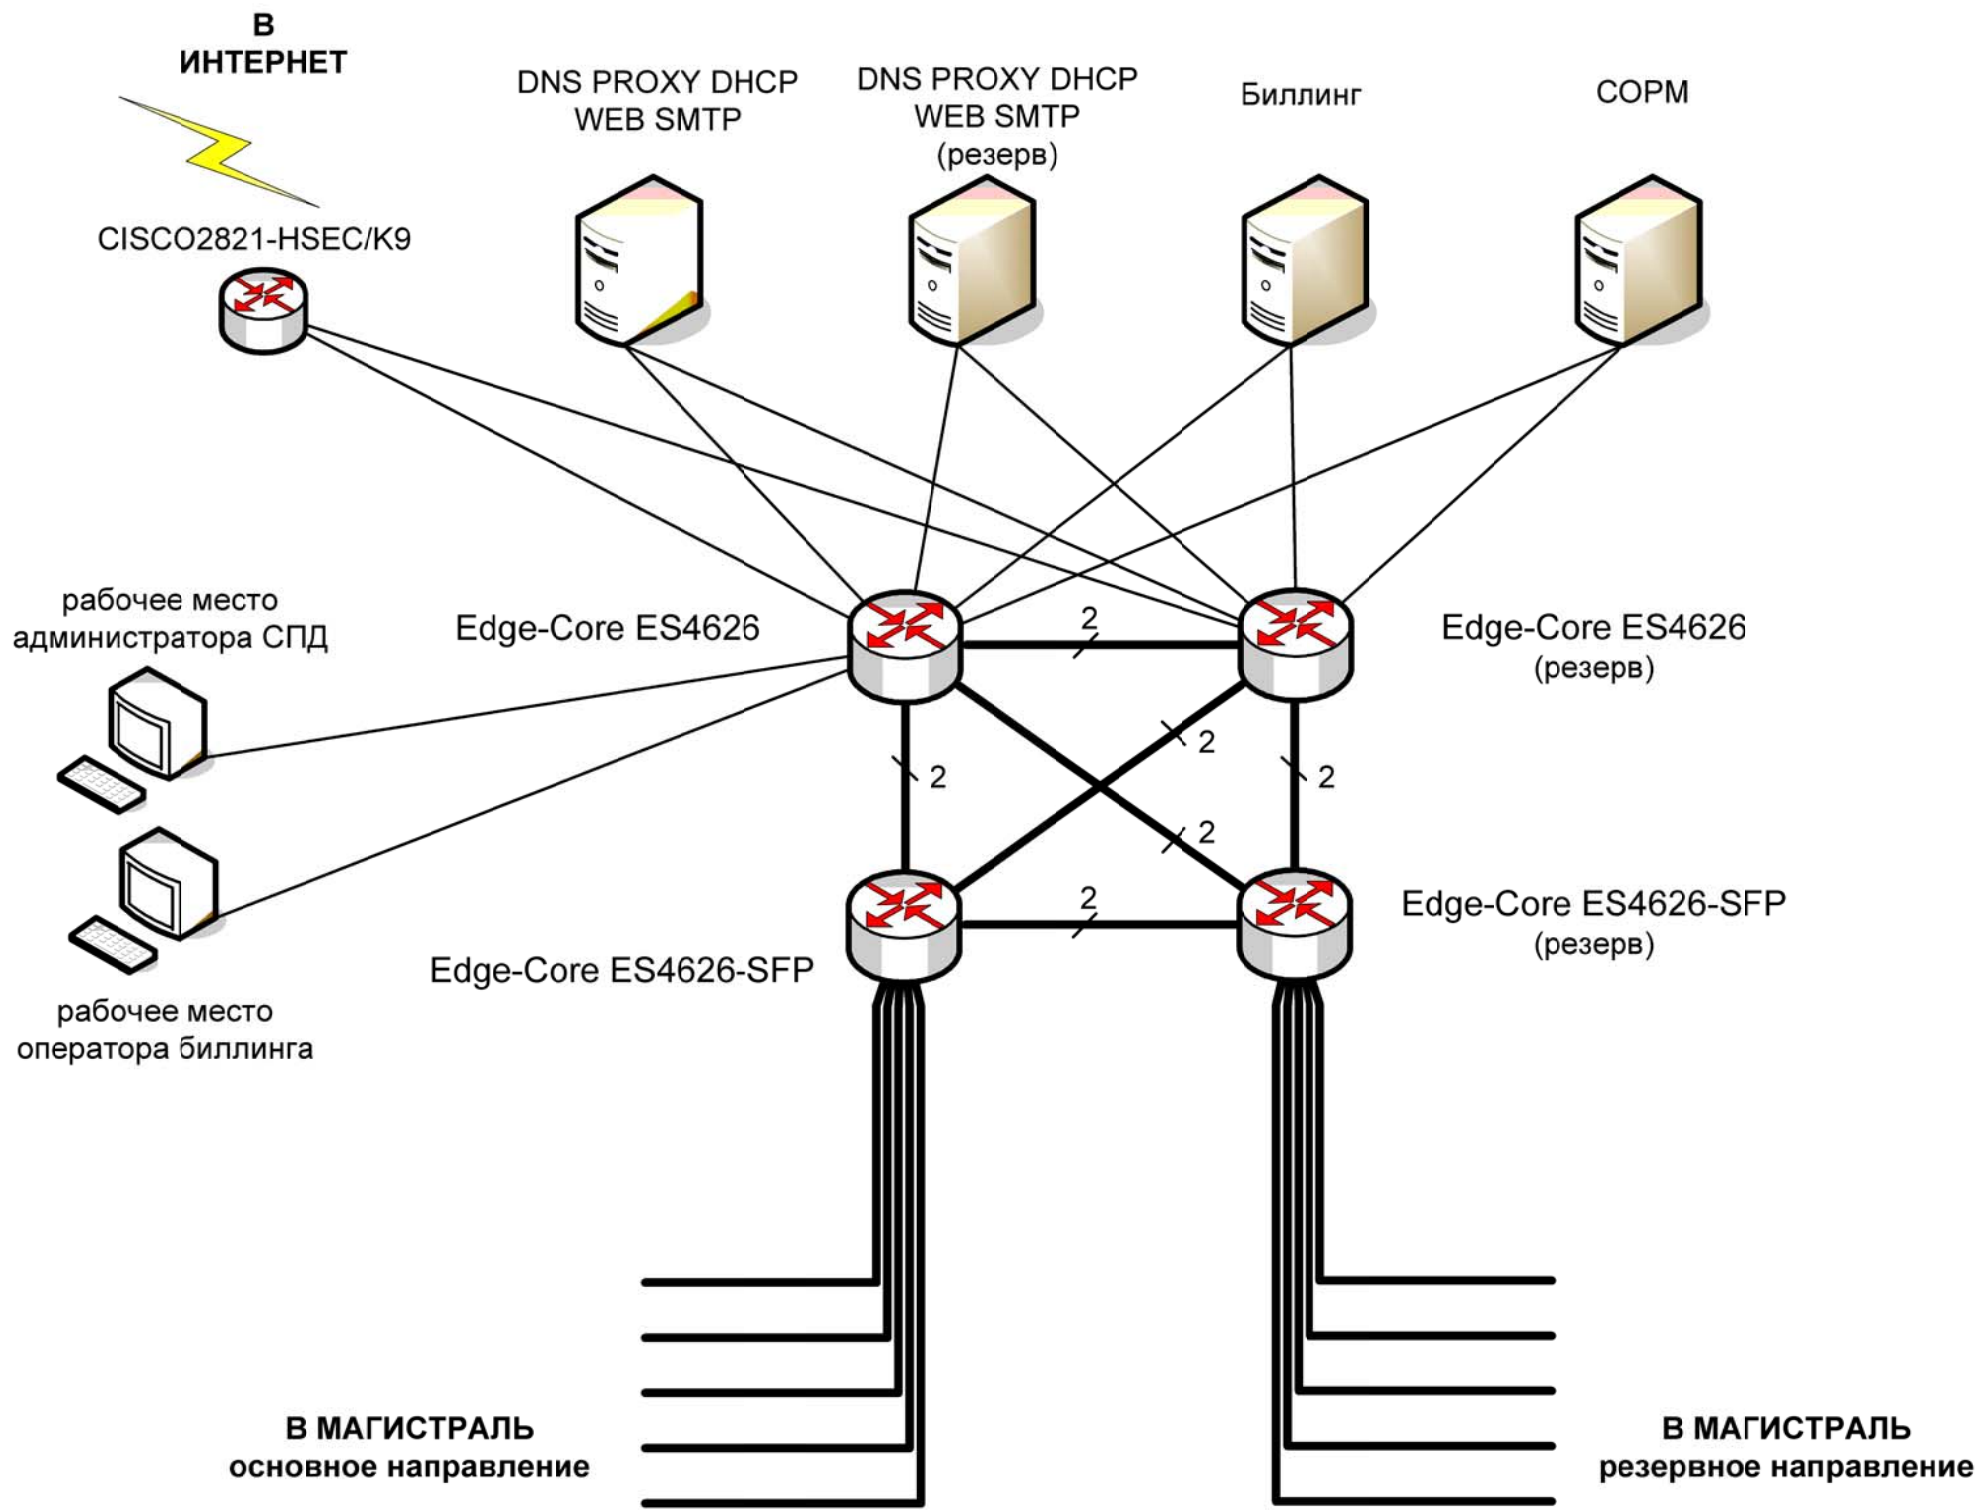 В
ИНТЕРНЕТ
DNS PROXY DHCP
WEB SMTP
DNS PROXY DHCP
WEB SMTP
(резерв)
Биллинг
СОРМ
CISCO2821-HSEC/K9
рабочее место
администратора СПД
Edge-Core ES4626
2
Edge-Core ES4626
(резерв)
2
2
2
2
2
Edge-Core ES4626-SFP
(резерв)
Edge-Core ES4626-SFP
рабочее место
оператора биллинга
В МАГИСТРАЛЬ
основное направление
В МАГИСТРАЛЬ
резервное направление